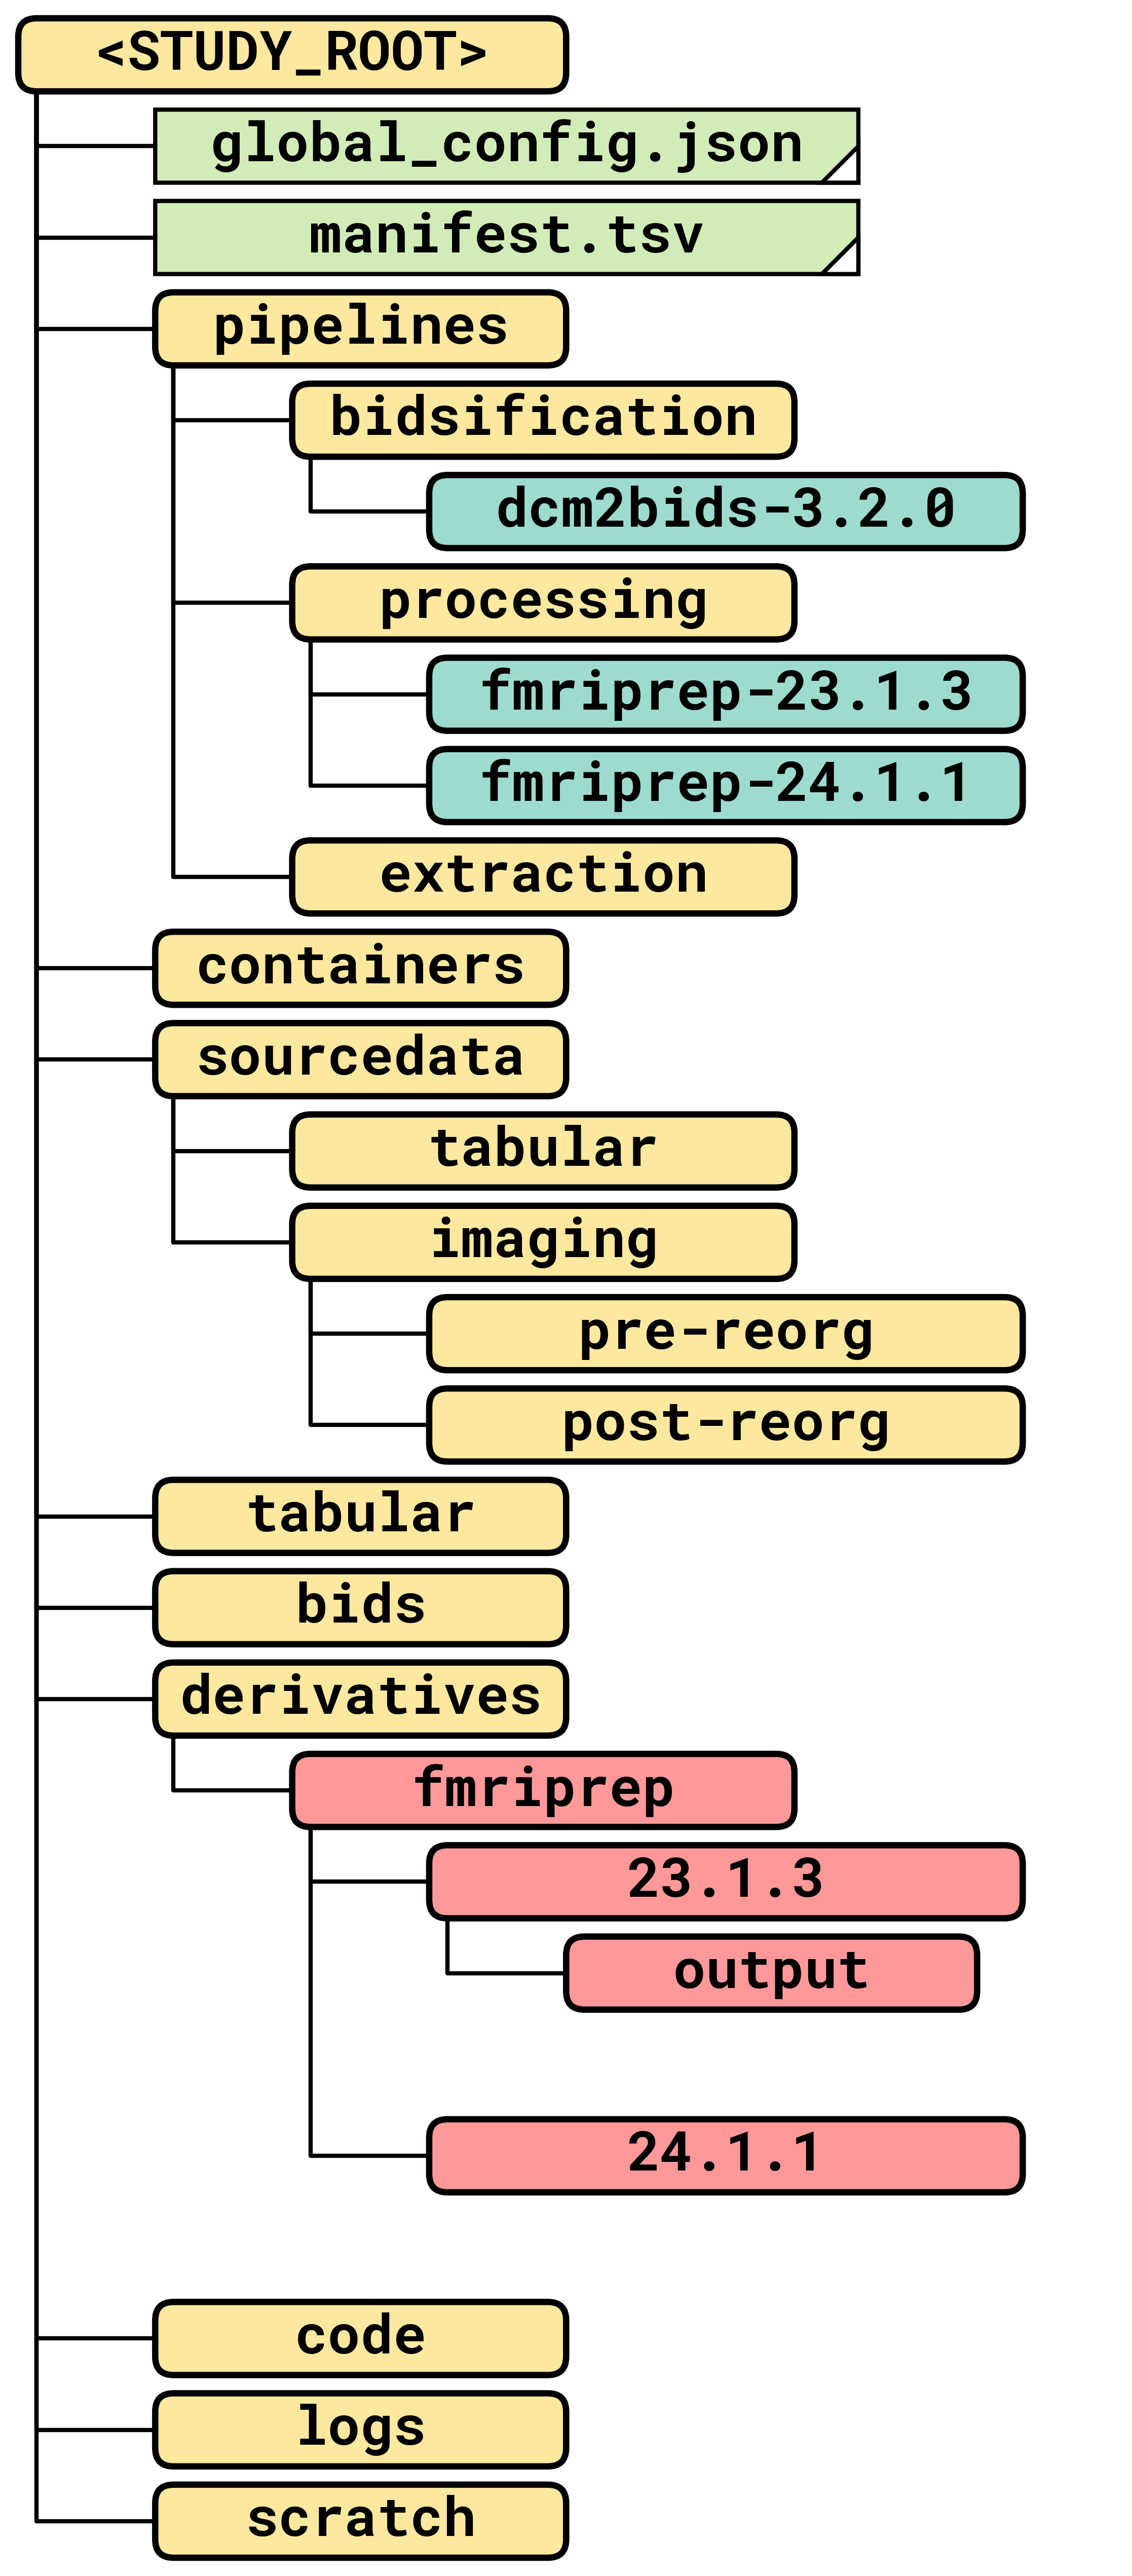 <STUDY_ROOT>
global_config.json
manifest.tsv
pipelines
bidsification
dcm2bids-3.2.0
processing
fmriprep-23.1.3
fmriprep-24.1.1
extraction
containers
sourcedata
tabular
imaging
pre-reorg
post-reorg
tabular
bids
derivatives
fmriprep
23.1.3
output
24.1.1
code
logs
scratch